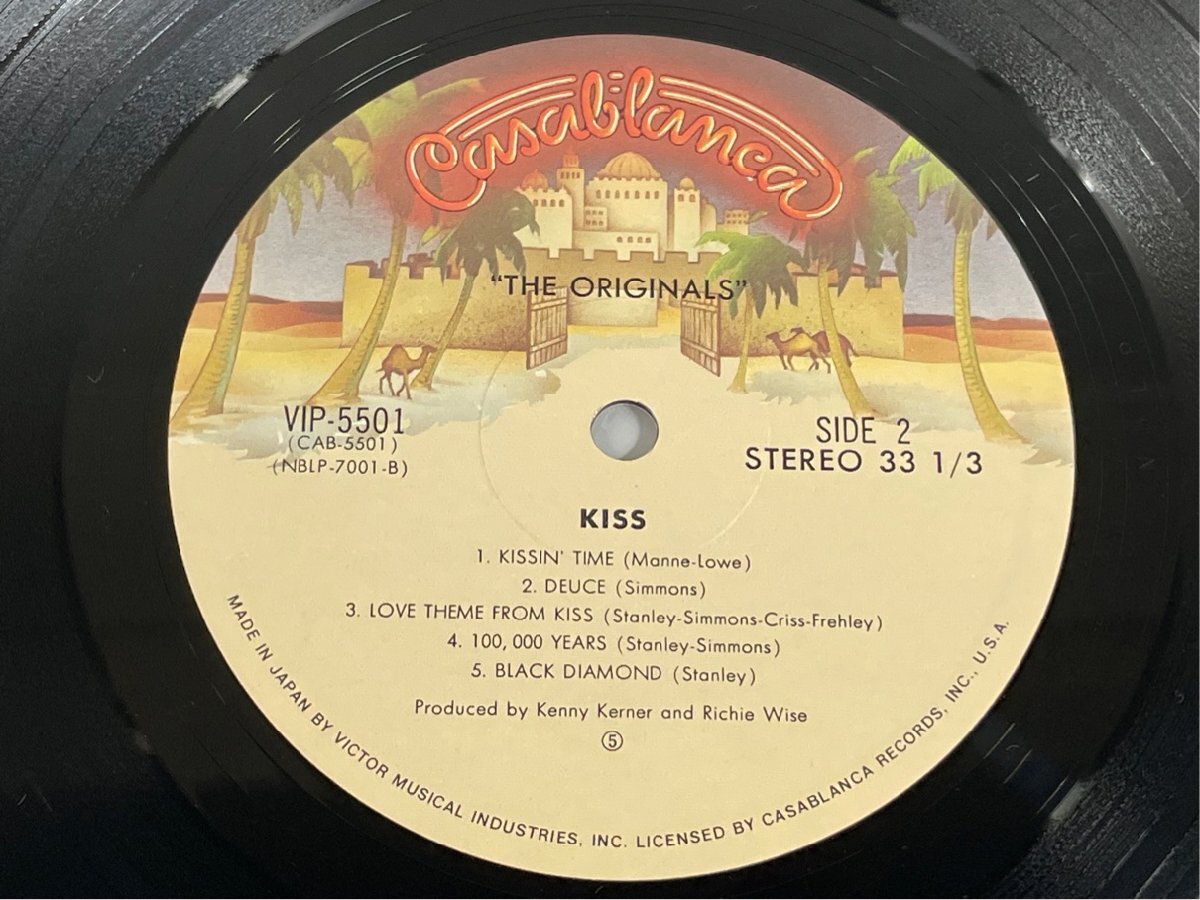 Casablanca
"THE ORIGINALS"
VIP-5501
(CAB-5501)
(NBLP-7001-B)
SIDE 2
STEREO 33 1/3
KISS
1. KISSIN' TIME (Manne-Lowe)
2. DEUCE (Simmons)
3. LOVE THEME FROM KISS (Stanley-Simmons-Criss-Frehley)
4. 100,000 YEARS (Stanley-Simmons)
5. BLACK DIAMOND (Stanley)
Produced by Kenny Kerner and Richie Wise
⑤
MADE IN JAPAN BY VICTOR MUSICAL INDUSTRIES, INC. LICENSED BY CASABLANCA RECORDS, INC., U.S.A.